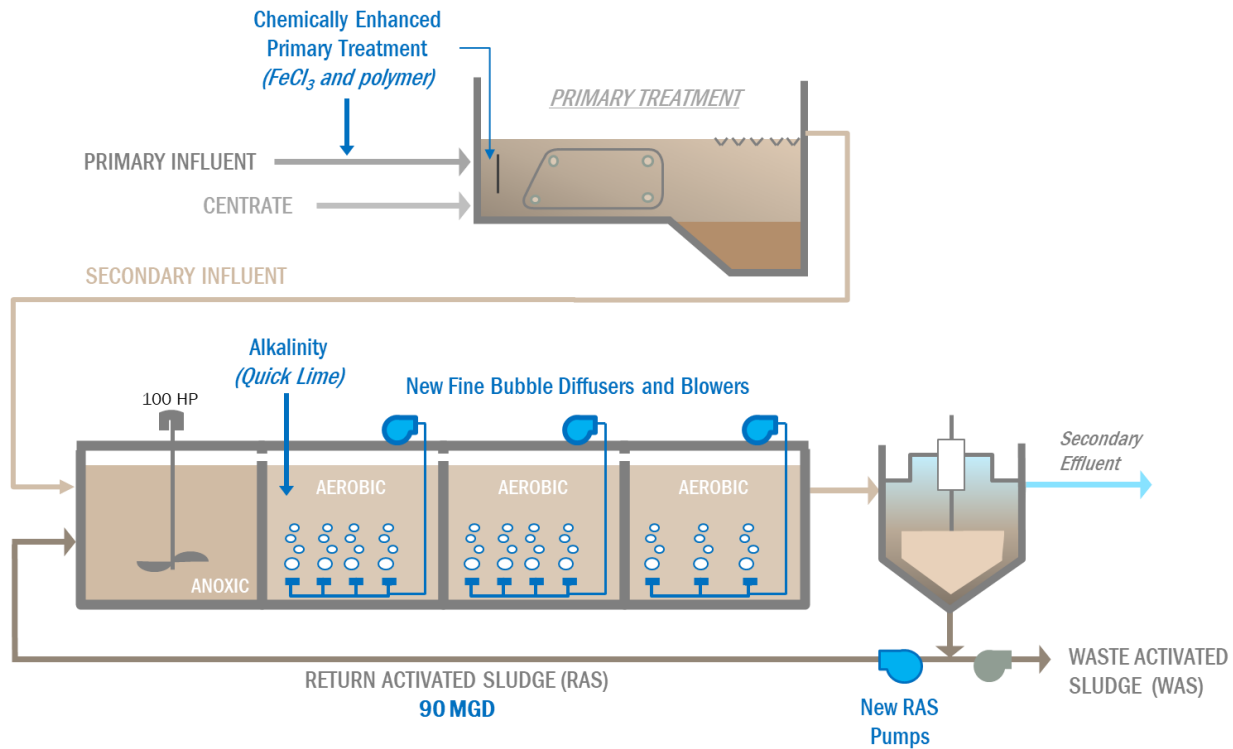 Chemically Enhanced
Primary Treatment
(FeCl₃ and polymer)
PRIMARY TREATMENT
PRIMARY INFLUENT
CENTRATE
SECONDARY INFLUENT
Alkalinity
(Quick Lime)
New Fine Bubble Diffusers and Blowers
100 HP
Secondary
Effluent
AEROBIC
AEROBIC
AEROBIC
ANOXIC
RETURN ACTIVATED SLUDGE (RAS)
90 MGD
WASTE ACTIVATED
SLUDGE (WAS)
New RAS
Pumps